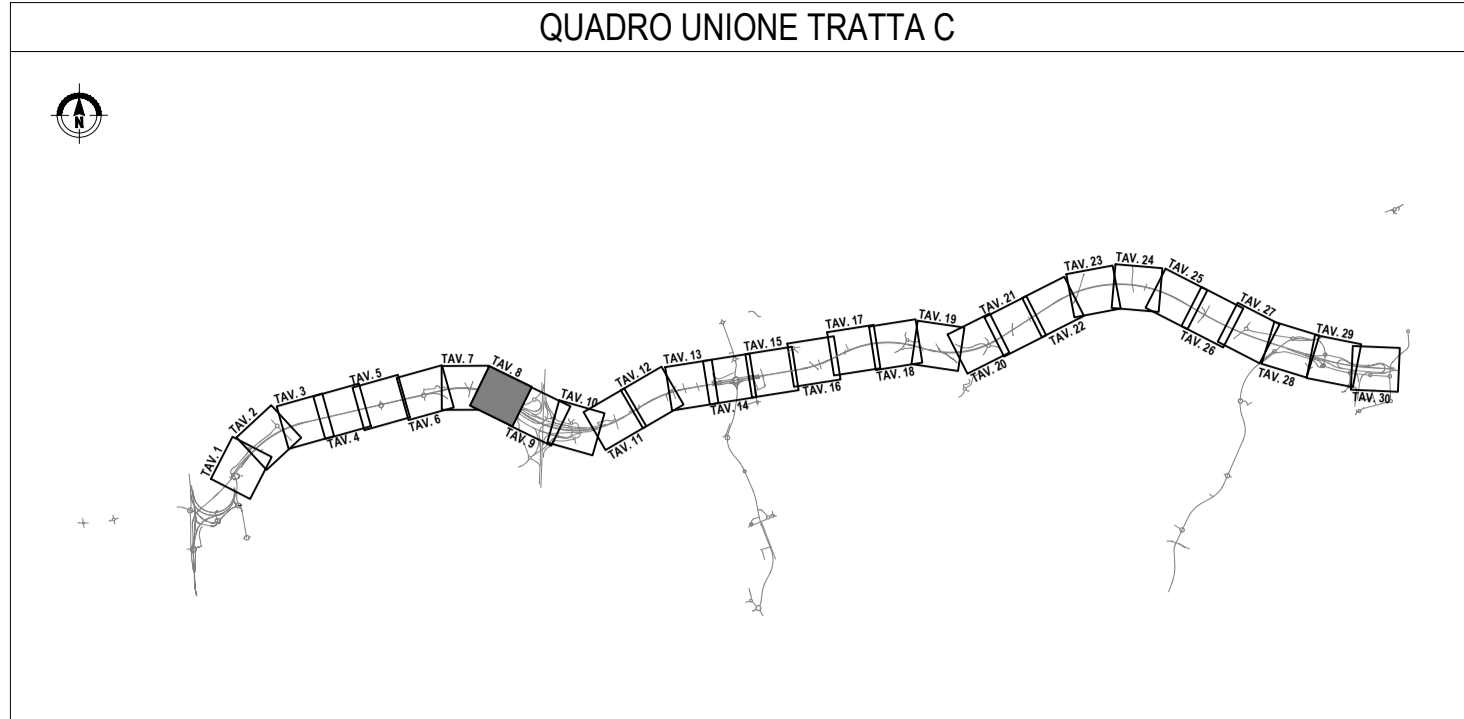 QUADRO UNIONE TRATTA C
N
TAV. 1
TAV. 2
TAV. 3
TAV. 4
TAV. 5
TAV. 6
TAV. 7
TAV. 8
TAV. 9
TAV. 10
TAV. 11
TAV. 12
TAV. 13
TAV. 14
TAV. 15
TAV. 16
TAV. 17
TAV. 18
TAV. 19
TAV. 20
TAV. 21
TAV. 22
TAV. 23
TAV. 24
TAV. 25
TAV. 26
TAV. 27
TAV. 28
TAV. 29
TAV. 30